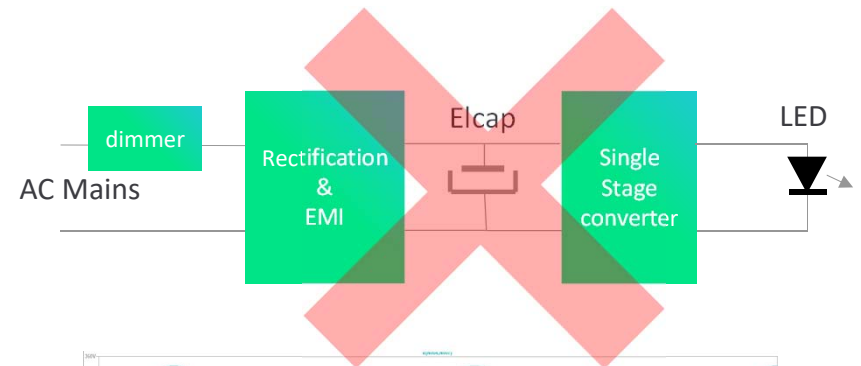 Elcap
LED
dimmer
Rectification
&
EMI
Single
Stage
converter
AC Mains